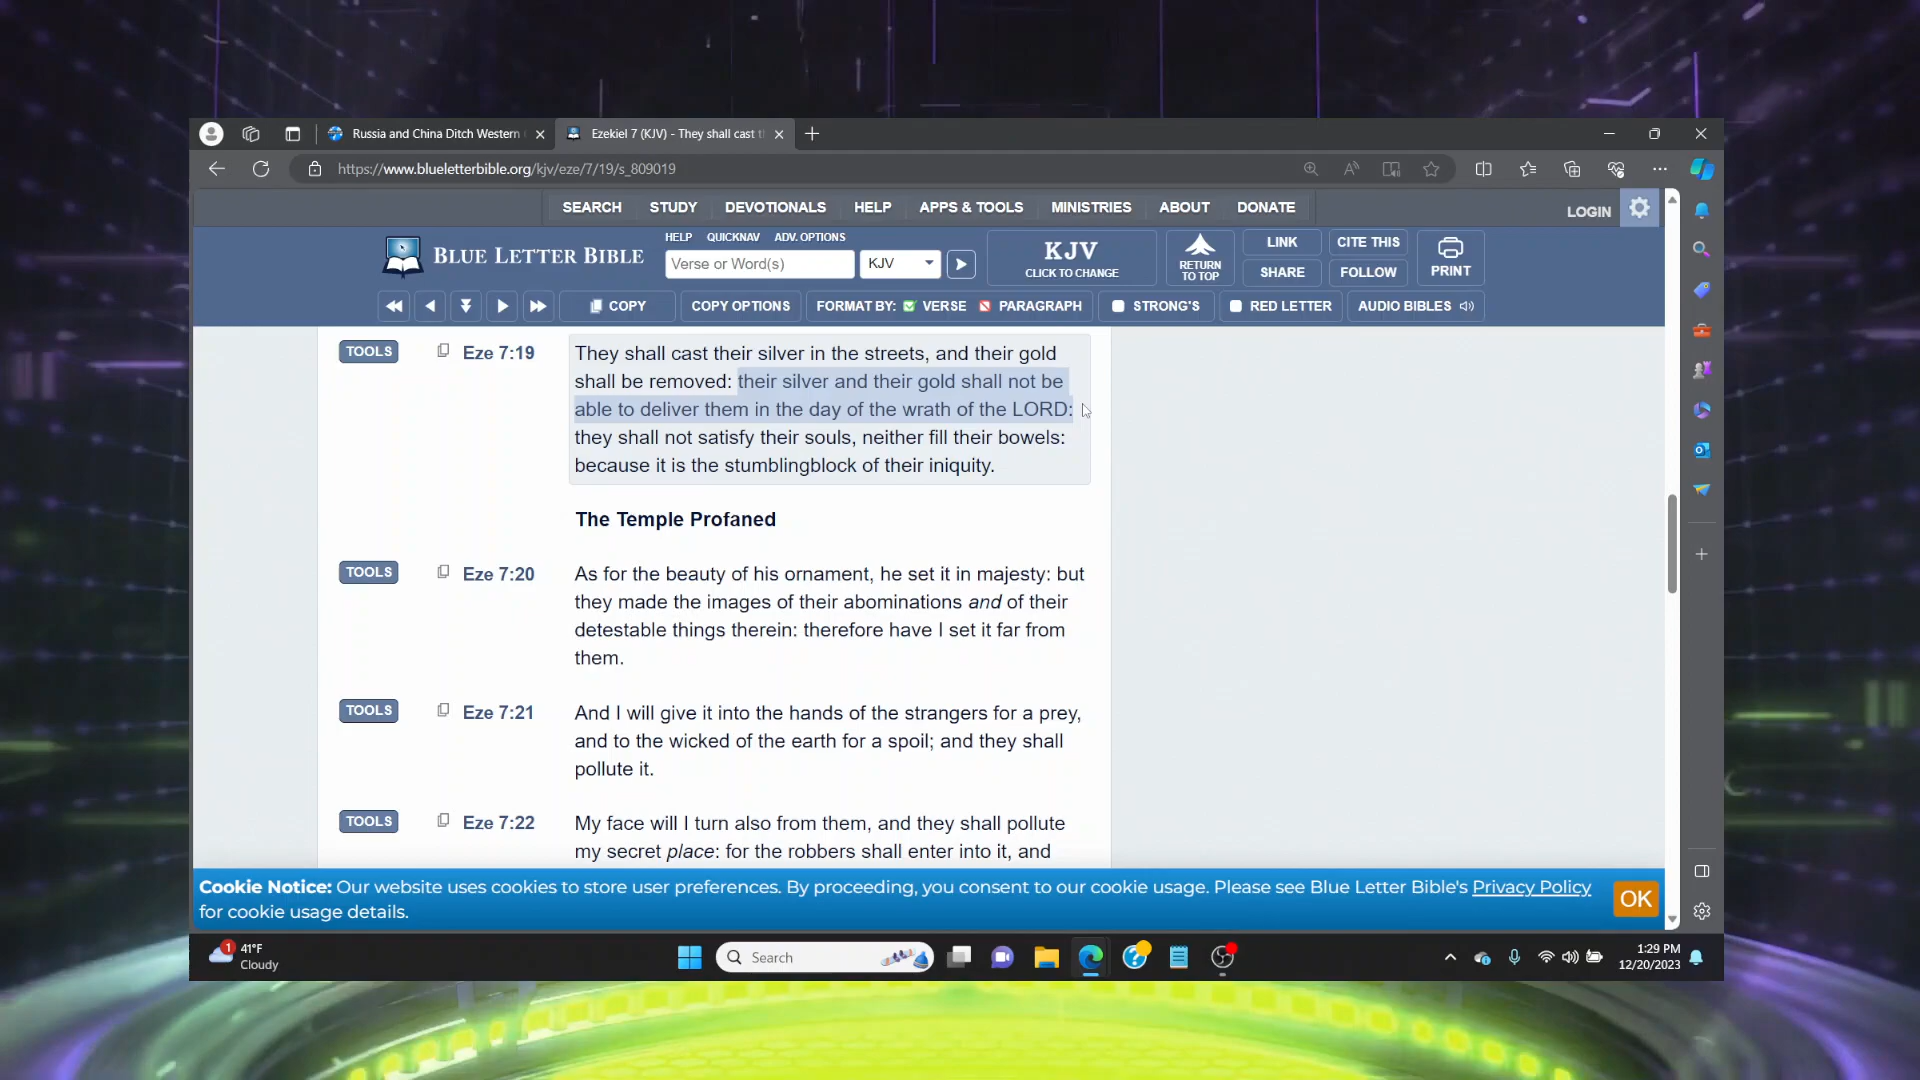 Russia and China Ditch Western
Ezekiel 7 (KJV) - They shall cast t
https://www.blueletterbible.org/kjv/eze/7/19/s_809019
SEARCH STUDY DEVOTIONALS HELP APPS & TOOLS MINISTRIES ABOUT DONATE
LOGIN
BLUE LETTER BIBLE
HELP QUICKNAV ADV. OPTIONS
Verse or Word(s) KJV
KJV
CLICK TO CHANGE
RETURN
TO TOP
LINK CITE THIS
SHARE FOLLOW
PRINT
COPY COPY OPTIONS FORMAT BY: VERSE PARAGRAPH STRONG'S RED LETTER AUDIO BIBLES
TOOLS Eze 7:19 They shall cast their silver in the streets, and their gold
shall be removed: their silver and their gold shall not be
able to deliver them in the day of the wrath of the LORD:
they shall not satisfy their souls, neither fill their bowels:
because it is the stumblingblock of their iniquity.
The Temple Profaned
TOOLS Eze 7:20 As for the beauty of his ornament, he set it in majesty: but
they made the images of their abominations and of their
detestable things therein: therefore have I set it far from
them.
TOOLS Eze 7:21 And I will give it into the hands of the strangers for a prey,
and to the wicked of the earth for a spoil; and they shall
pollute it.
TOOLS Eze 7:22 My face will I turn also from them, and they shall pollute
my secret place: for the robbers shall enter into it, and
Cookie Notice: Our website uses cookies to store user preferences. By proceeding, you consent to our cookie usage. Please see Blue Letter Bible's Privacy Policy
for cookie usage details.
OK
1
41°F
Cloudy
Search
1:29 PM
12/20/2023